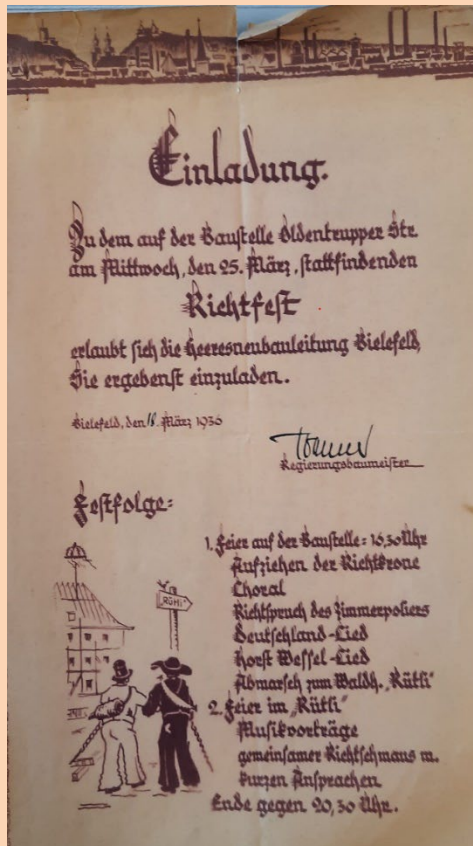 Einladung.
Zu dem auf der Baustelle Oldentrupper Str.
am Mittwoch, den 25. März, stattfindenden
Richtfest
erlaubt sich die Heeresneubauleitung Bielefeld,
Sie ergebenst einzuladen.
Bielefeld, den 18. März 1936
Regierungsbaumeister
Festfolge:
RÜTLI
1. Feier auf der Baustelle: 16,30 Uhr
Aufziehen der Richtkrone
Choral
Richtspruch des Zimmerpoliers
Deutschland-Lied
Horst Wessel-Lied
Abmarsch zum Waldh. „Rütli"
2. Feier im „Rütli"
Musikvorträge
gemeinsamer Richtschmaus m.
kurzen Ansprachen
Ende gegen 20,30 Uhr.